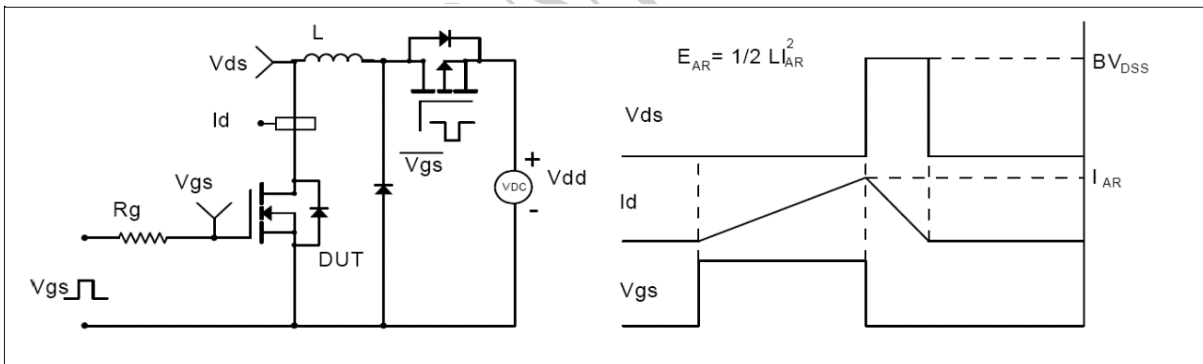 L
Vds
Id
Vgs
Vgs
Rg
DUT
Vgs
VDC
+
-
Vdd
E_AR = 1/2 LI_AR^2
BV_DSS
Vds
I_AR
Id
Vgs